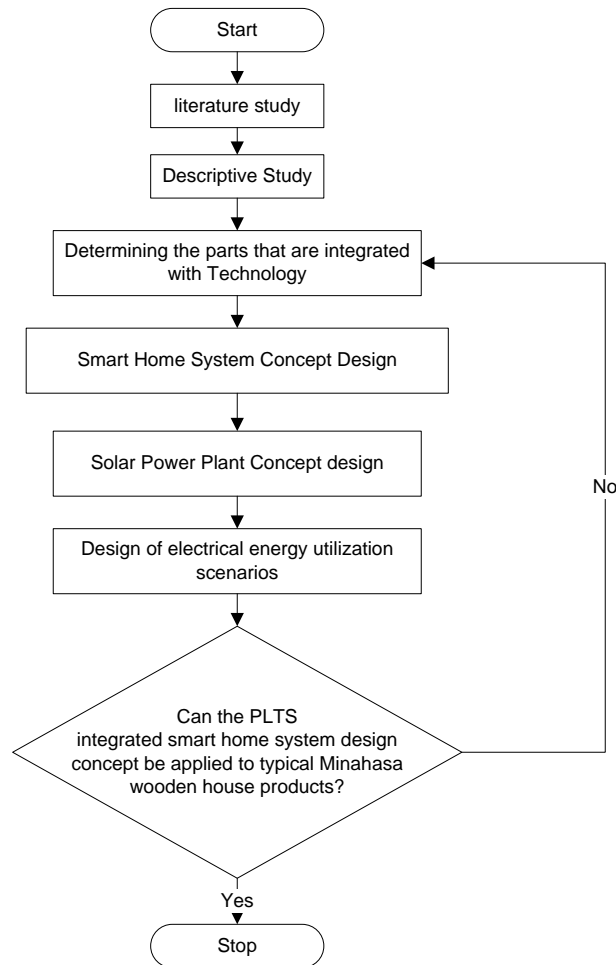 Start
literature study
Descriptive Study
Determining the parts that are integrated
with Technology
Smart Home System Concept Design
Solar Power Plant Concept design
Design of electrical energy utilization
scenarios
Can the PLTS
integrated smart home system design
concept be applied to typical Minahasa
wooden house products?
No
Yes
Stop